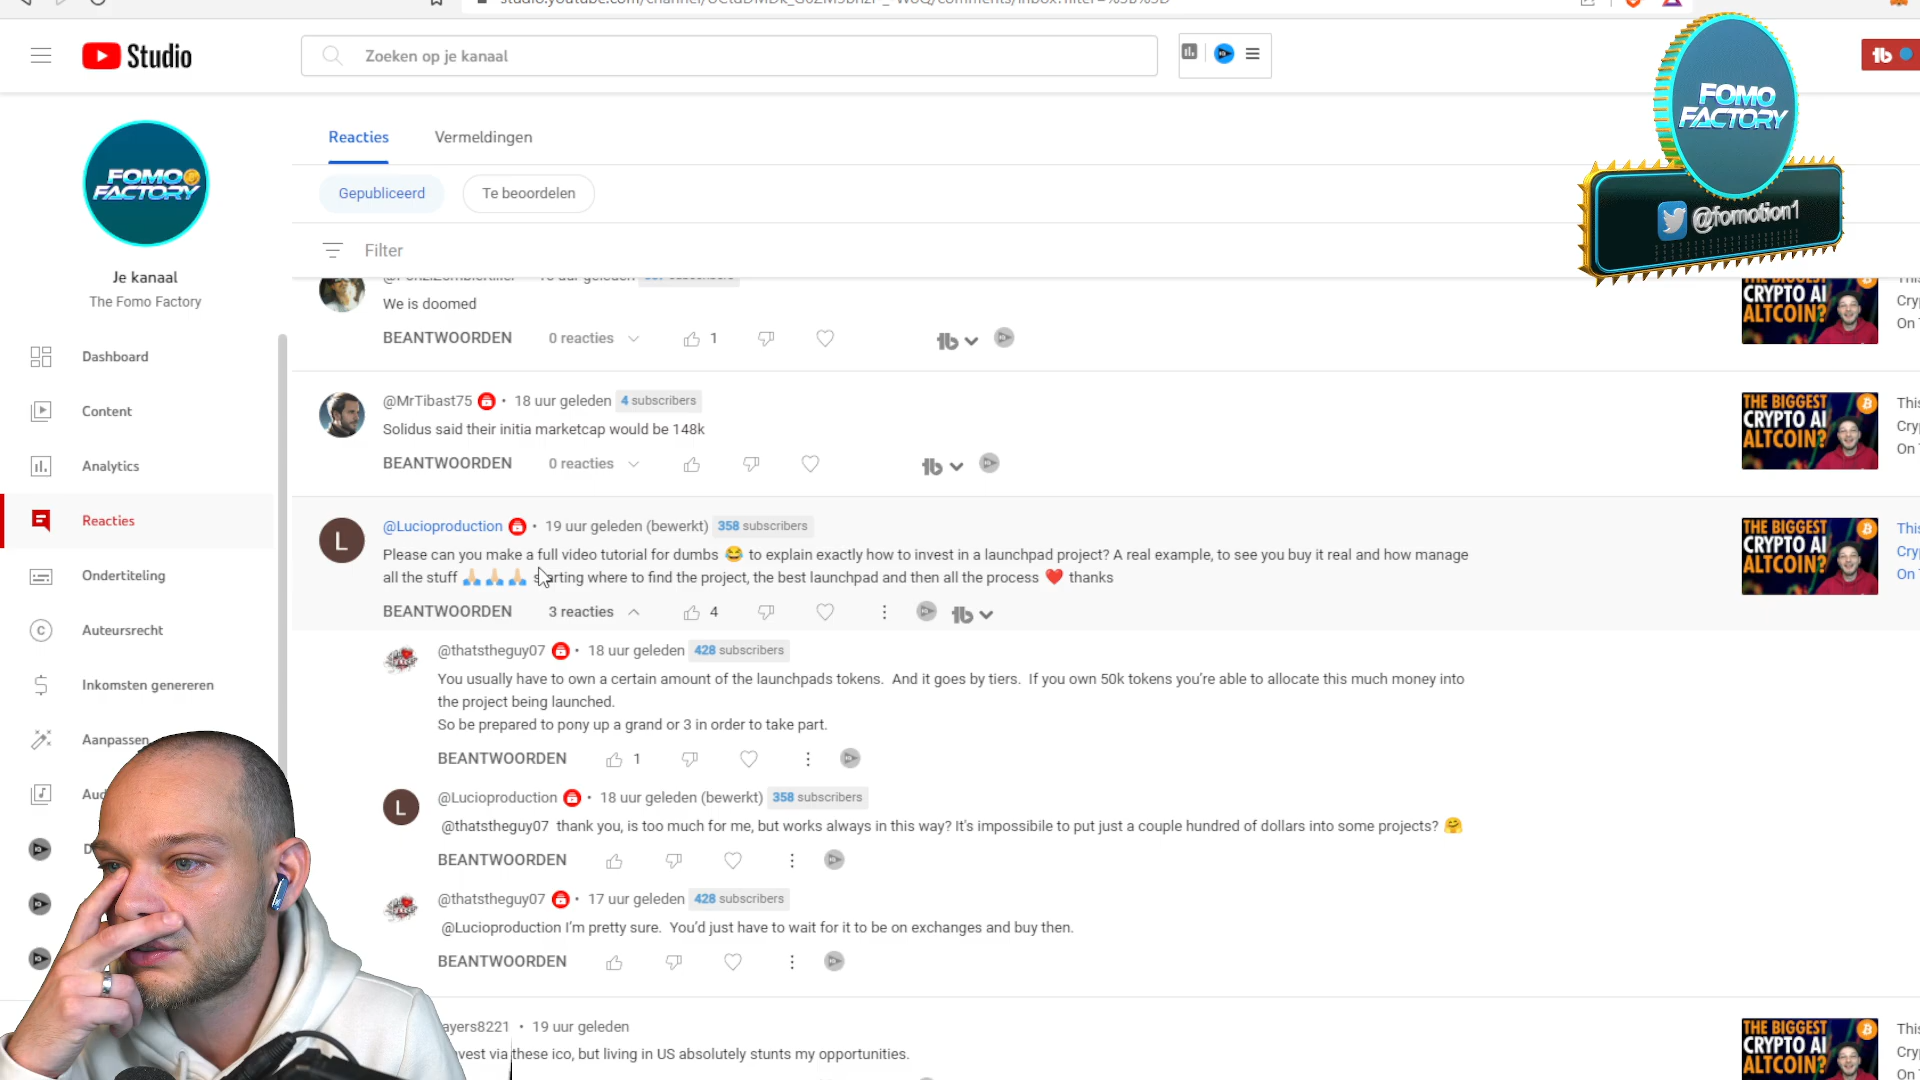 Studio
Zoeken op je kanaal
FOMO
FACTORY
@fomotion1
FOMO
FACTORY
Je kanaal
The Fomo Factory
Dashboard
Content
Analytics
Reacties
Ondertiteling
Auteursrecht
Inkomsten genereren
Aanpassen
Reacties
Vermeldingen
Gepubliceerd
Te beoordelen
Filter
We is doomed
BEANTWOORDEN 0 reacties 1
CRYPTO AI
ALTCOIN?
@MrTibast75 • 18 uur geleden 4 subscribers
Solidus said their initia marketcap would be 148k
BEANTWOORDEN 0 reacties
THE BIGGEST
CRYPTO AI
ALTCOIN?
@Lucioproduction • 19 uur geleden (bewerkt) 358 subscribers
Please can you make a full video tutorial for dumbs 😂 to explain exactly how to invest in a launchpad project? A real example, to see you buy it real and how manage
all the stuff 🙏🏻🙏🏻🙏🏻 starting where to find the project, the best launchpad and then all the process ❤️ thanks
BEANTWOORDEN 3 reacties 4
THE BIGGEST
CRYPTO AI
ALTCOIN?
@thatstheguy07 • 18 uur geleden 428 subscribers
You usually have to own a certain amount of the launchpads tokens. And it goes by tiers. If you own 50k tokens you’re able to allocate this much money into
the project being launched.
So be prepared to pony up a grand or 3 in order to take part.
BEANTWOORDEN 1
@Lucioproduction • 18 uur geleden (bewerkt) 358 subscribers
@thatstheguy07 thank you, is too much for me, but works always in this way? It's impossibile to put just a couple hundred of dollars into some projects? 🤗
BEANTWOORDEN
@thatstheguy07 • 17 uur geleden 428 subscribers
@Lucioproduction I’m pretty sure. You’d just have to wait for it to be on exchanges and buy then.
BEANTWOORDEN
ayers8221 • 19 uur geleden
vest via these ico, but living in US absolutely stunts my opportunities.
THE BIGGEST
CRYPTO AI
ALTCOIN?